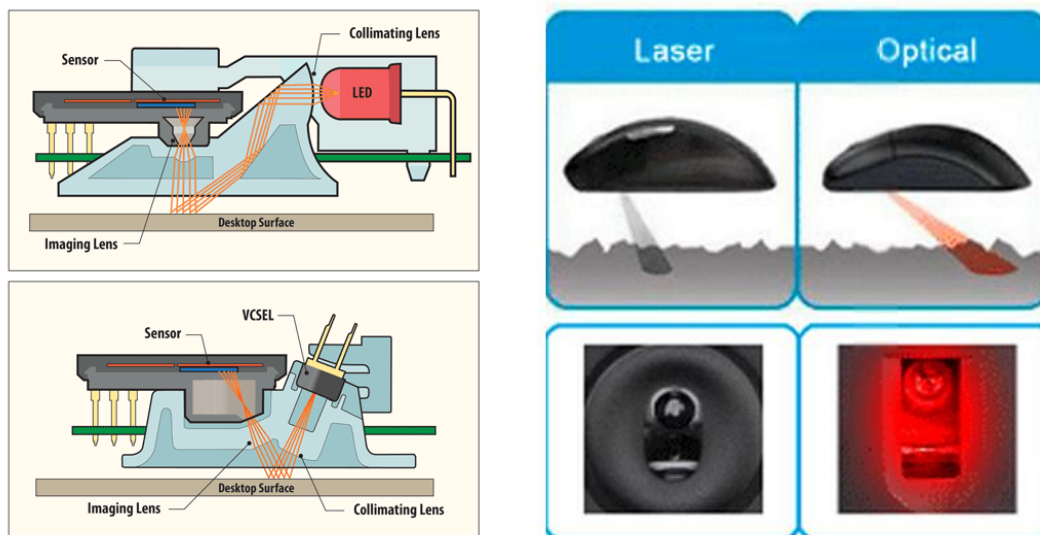 Collimating Lens
Sensor
LED
Desktop Surface
Imaging Lens
VCSEL
Sensor
Desktop Surface
Imaging Lens
Collimating Lens
Laser
Optical